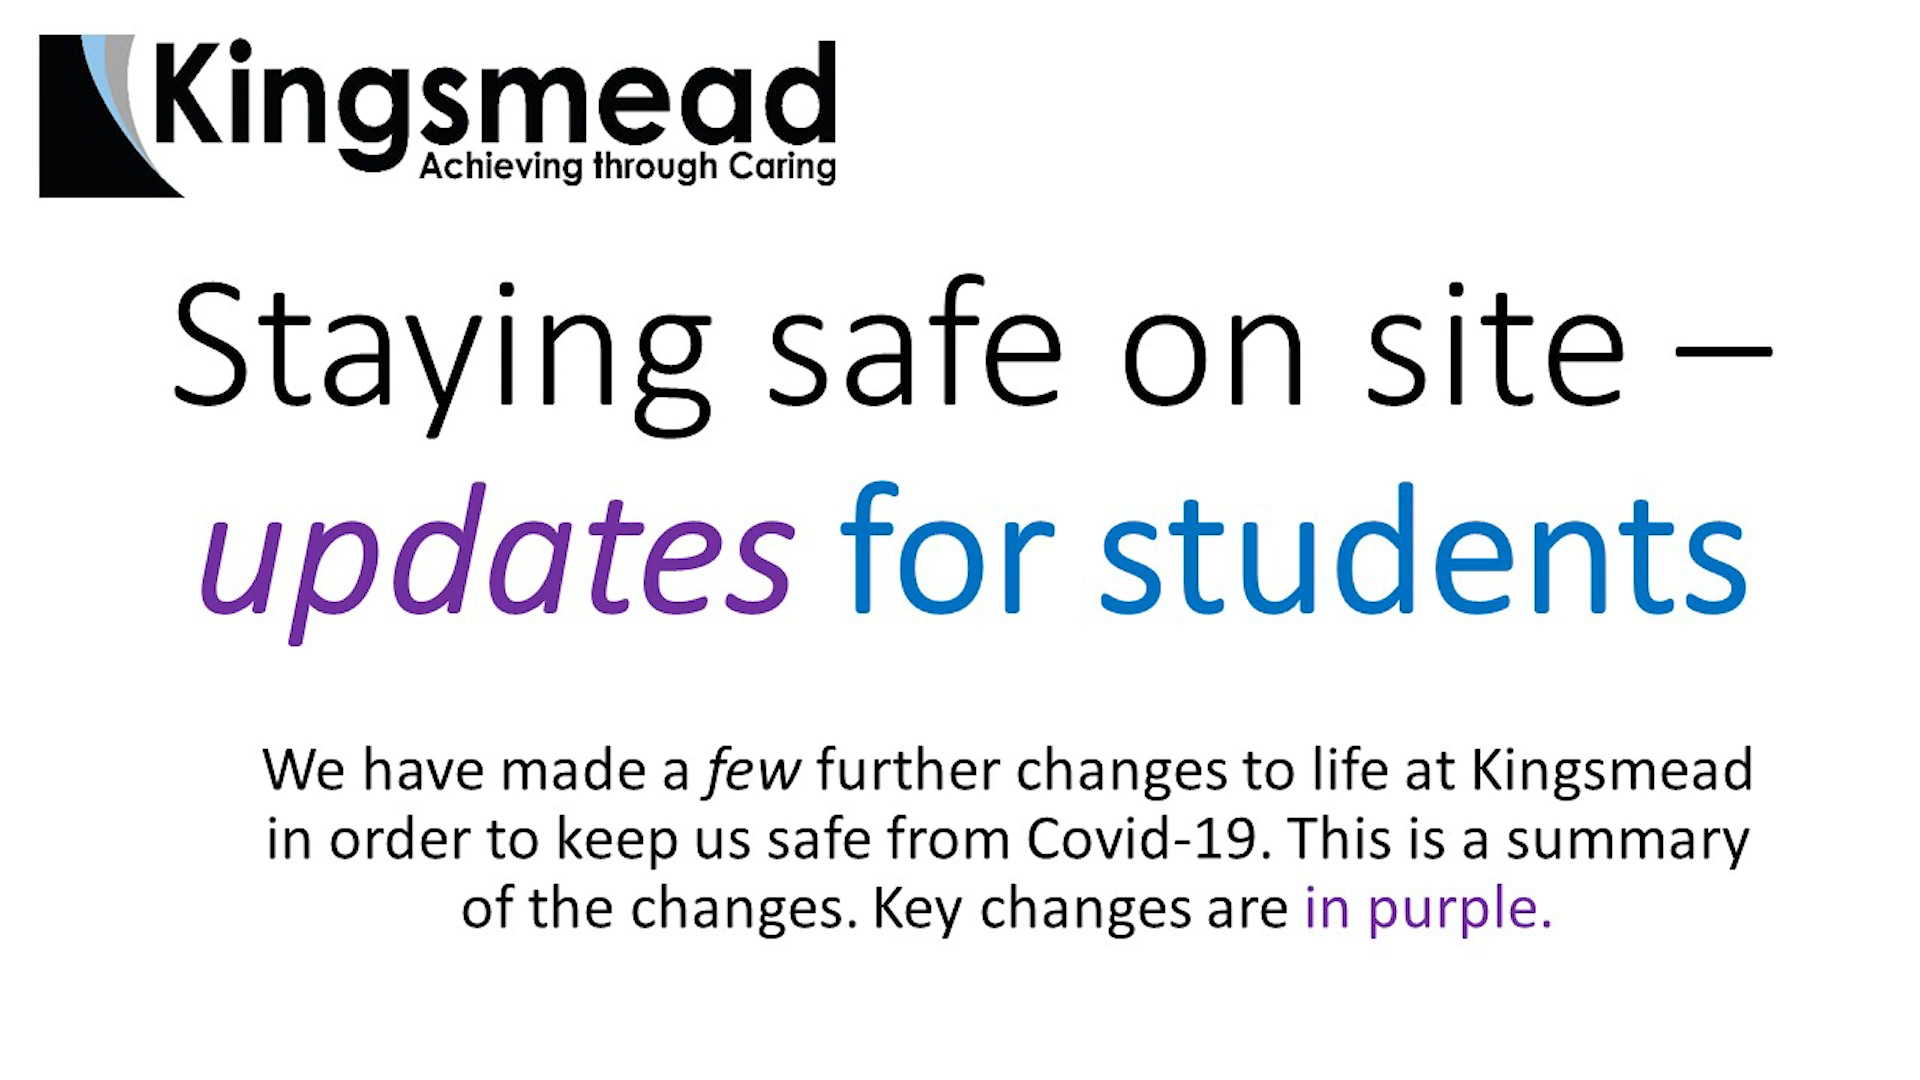 Kingsmead
Achieving through Caring
Staying safe on site –
updates for students
We have made a few further changes to life at Kingsmead
in order to keep us safe from Covid-19. This is a summary
of the changes. Key changes are in purple.